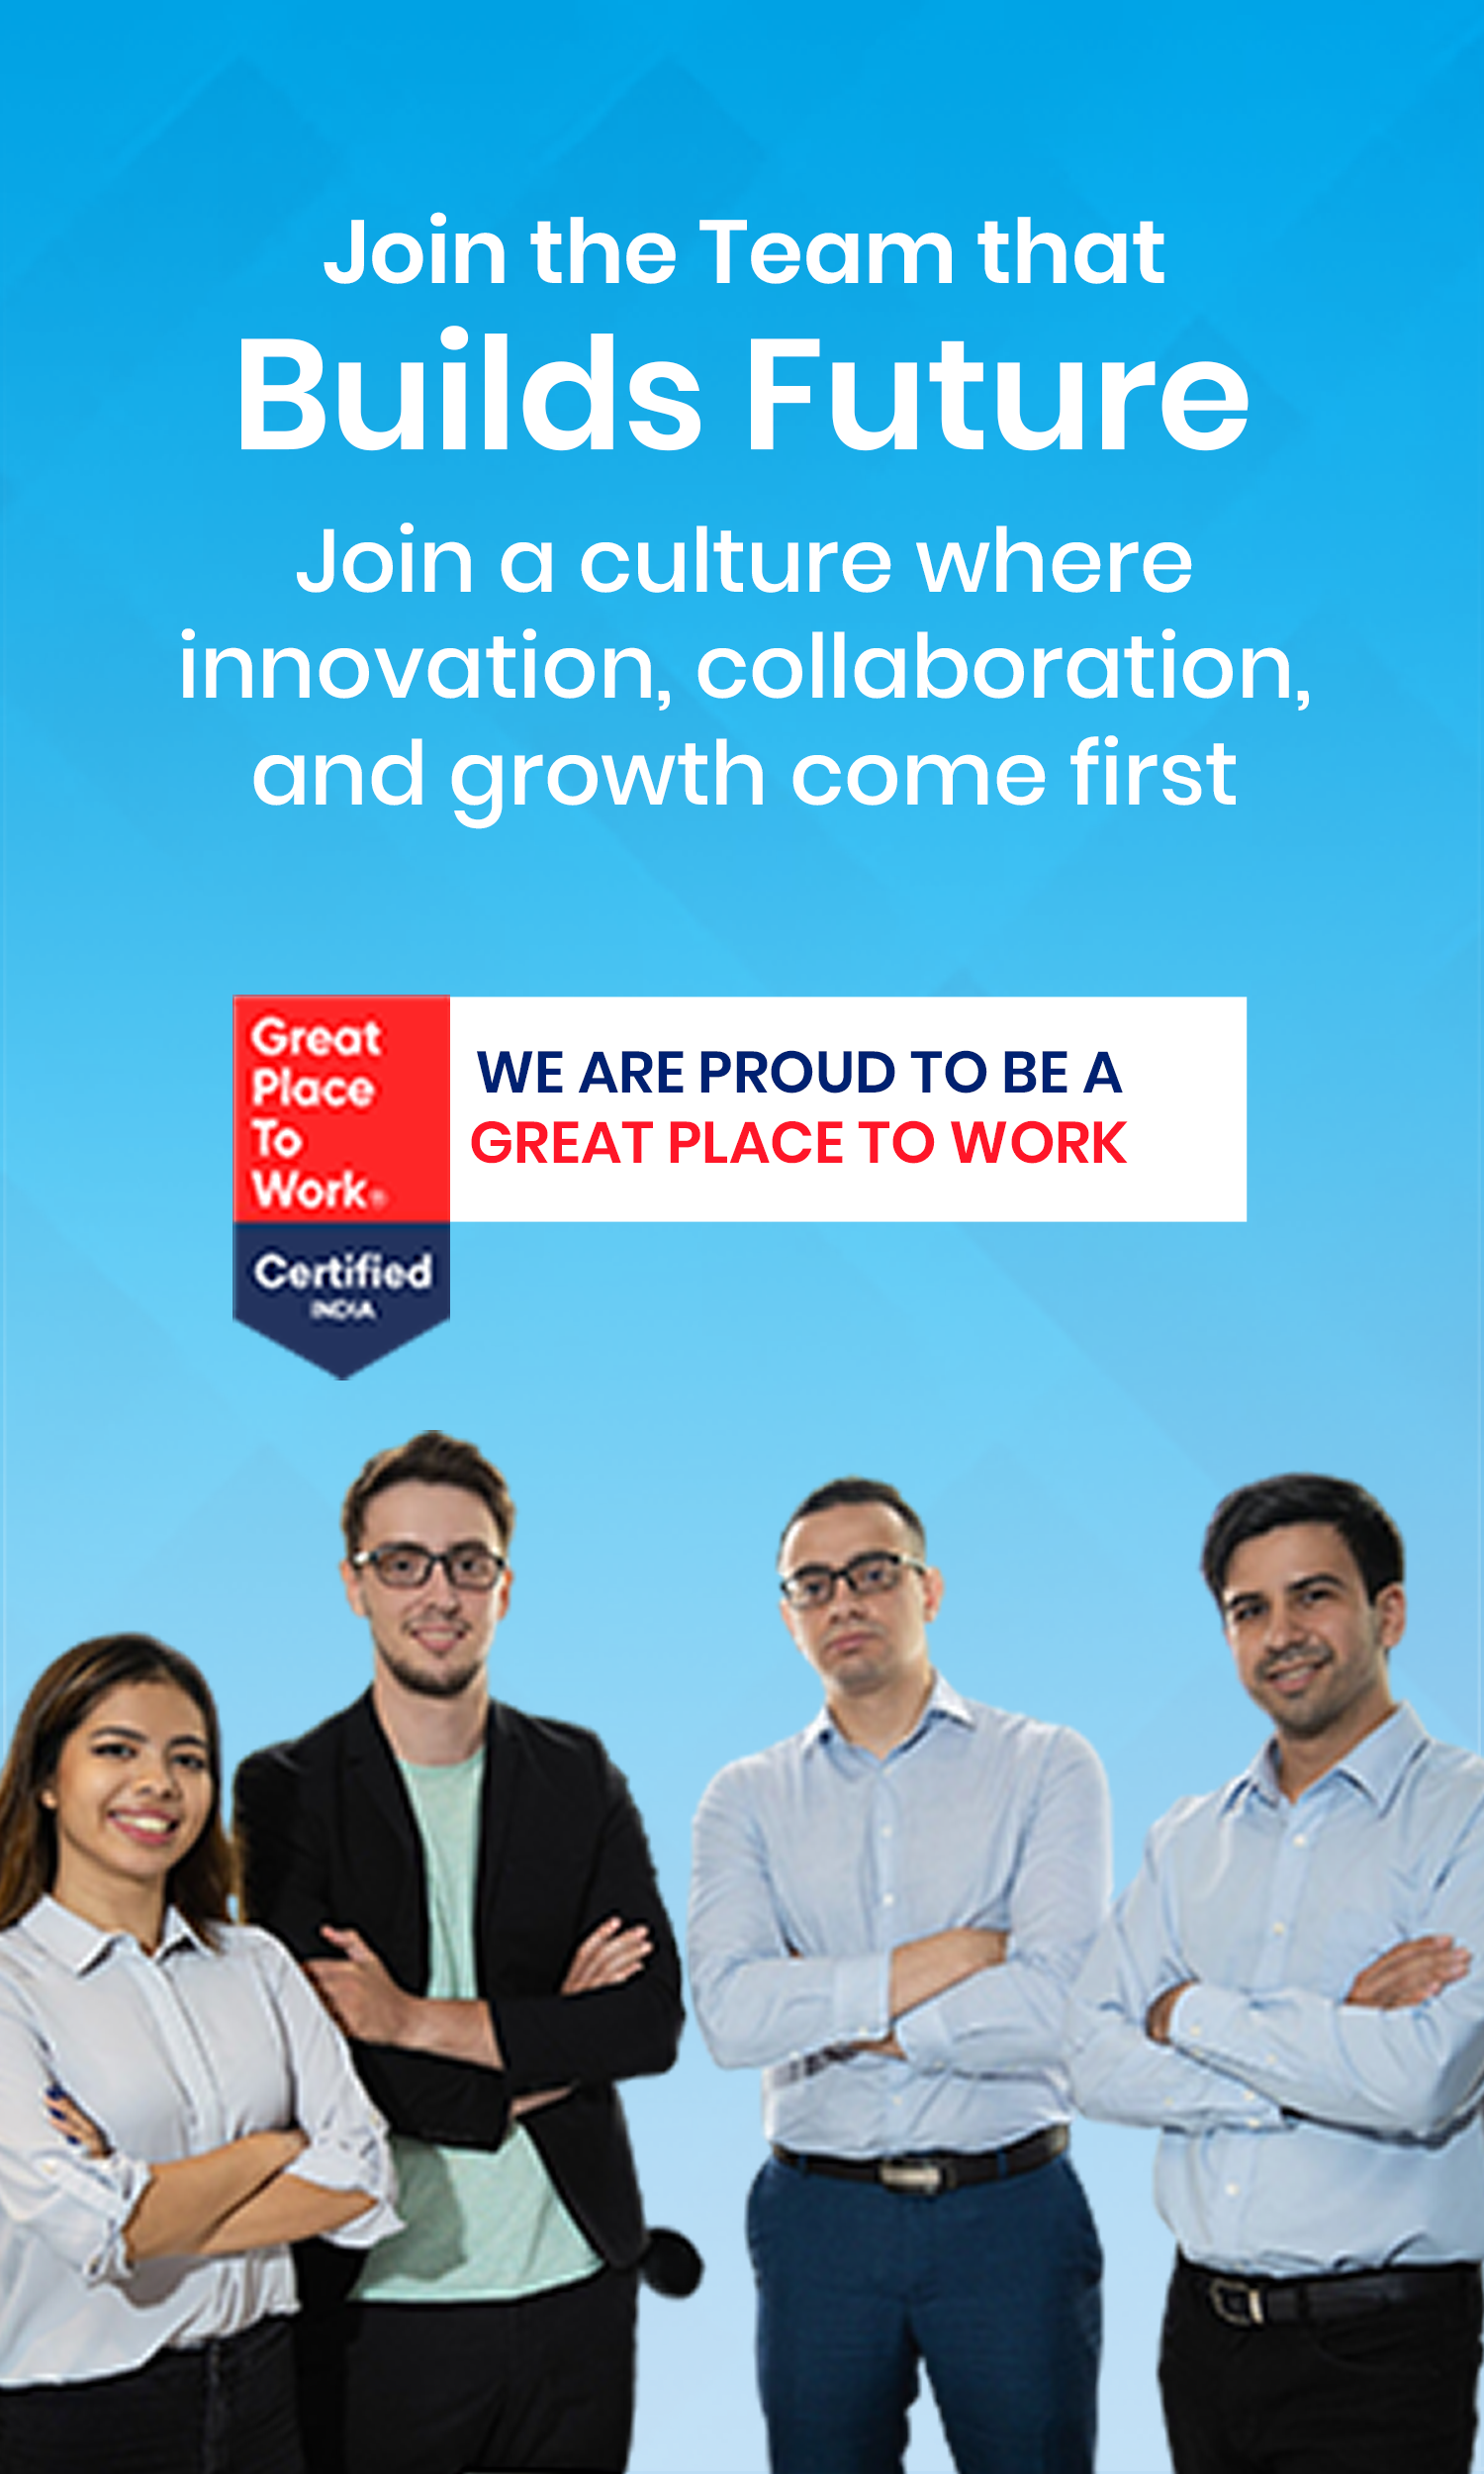 Join the Team that
Builds Future
Join a culture where
innovation, collaboration,
and growth come first
Great
Place
To
Work®
Certified
INDIA
WE ARE PROUD TO BE A
GREAT PLACE TO WORK